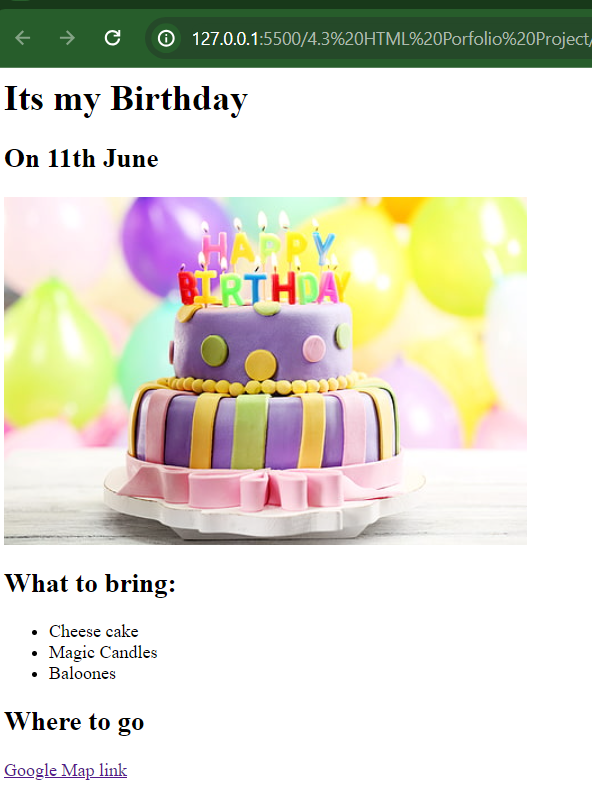 127.0.0.1:5500/4.3%20HTML%20Porfolio%20Project/
Its my Birthday
On 11th June
HAPPY
BIRTHDAY
What to bring:
Cheese cake
Magic Candles
Baloones
Where to go
Google Map link